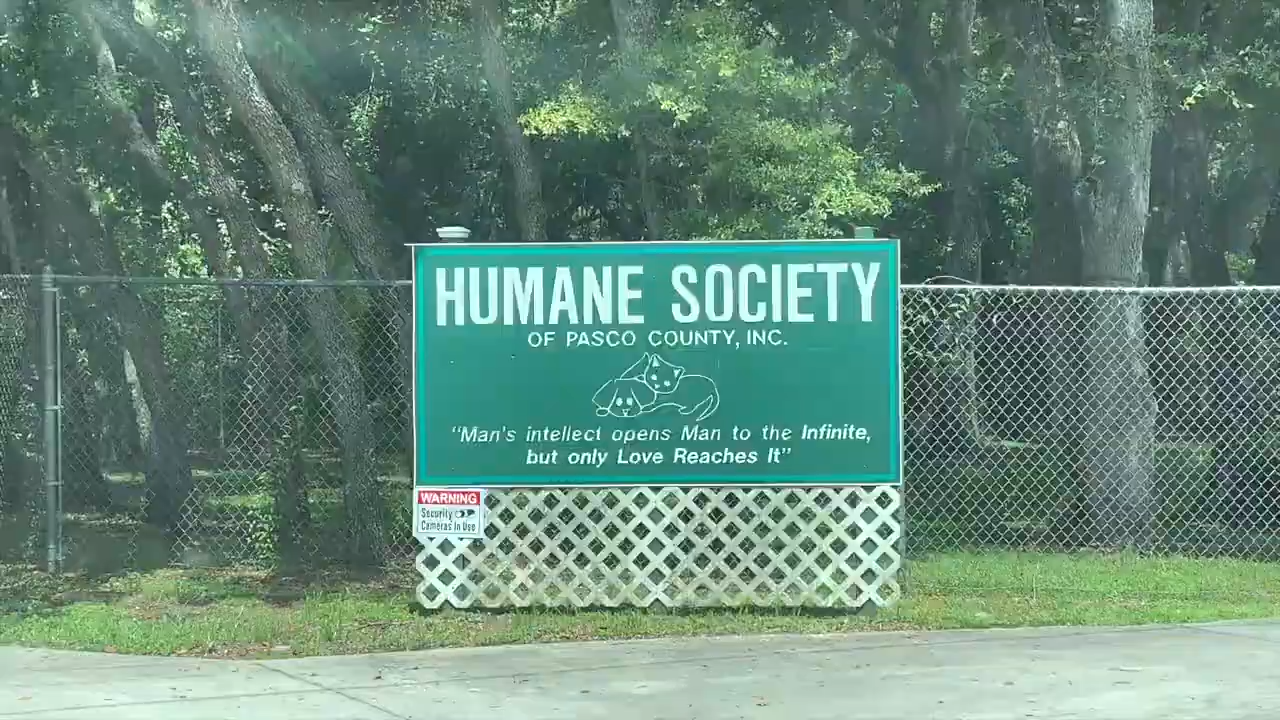 HUMANE SOCIETY
OF PASCO COUNTY, INC.
"Man's intellect opens Man to the Infinite,
but only Love Reaches It"
WARNING
Security
Cameras In Use